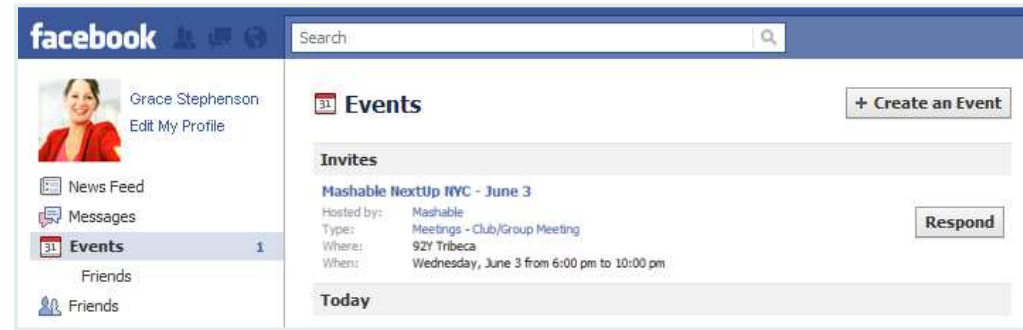 facebook
Search
Grace Stephenson
Edit My Profile
News Feed
Messages
31 Events 1
Friends
Friends
31 Events
+ Create an Event
Invites
Mashable NextUp NYC - June 3
Hosted by: Mashable
Type: Meetings - Club/Group Meeting
Where: 92Y Tribeca
When: Wednesday, June 3 from 6:00 pm to 10:00 pm
Respond
Today